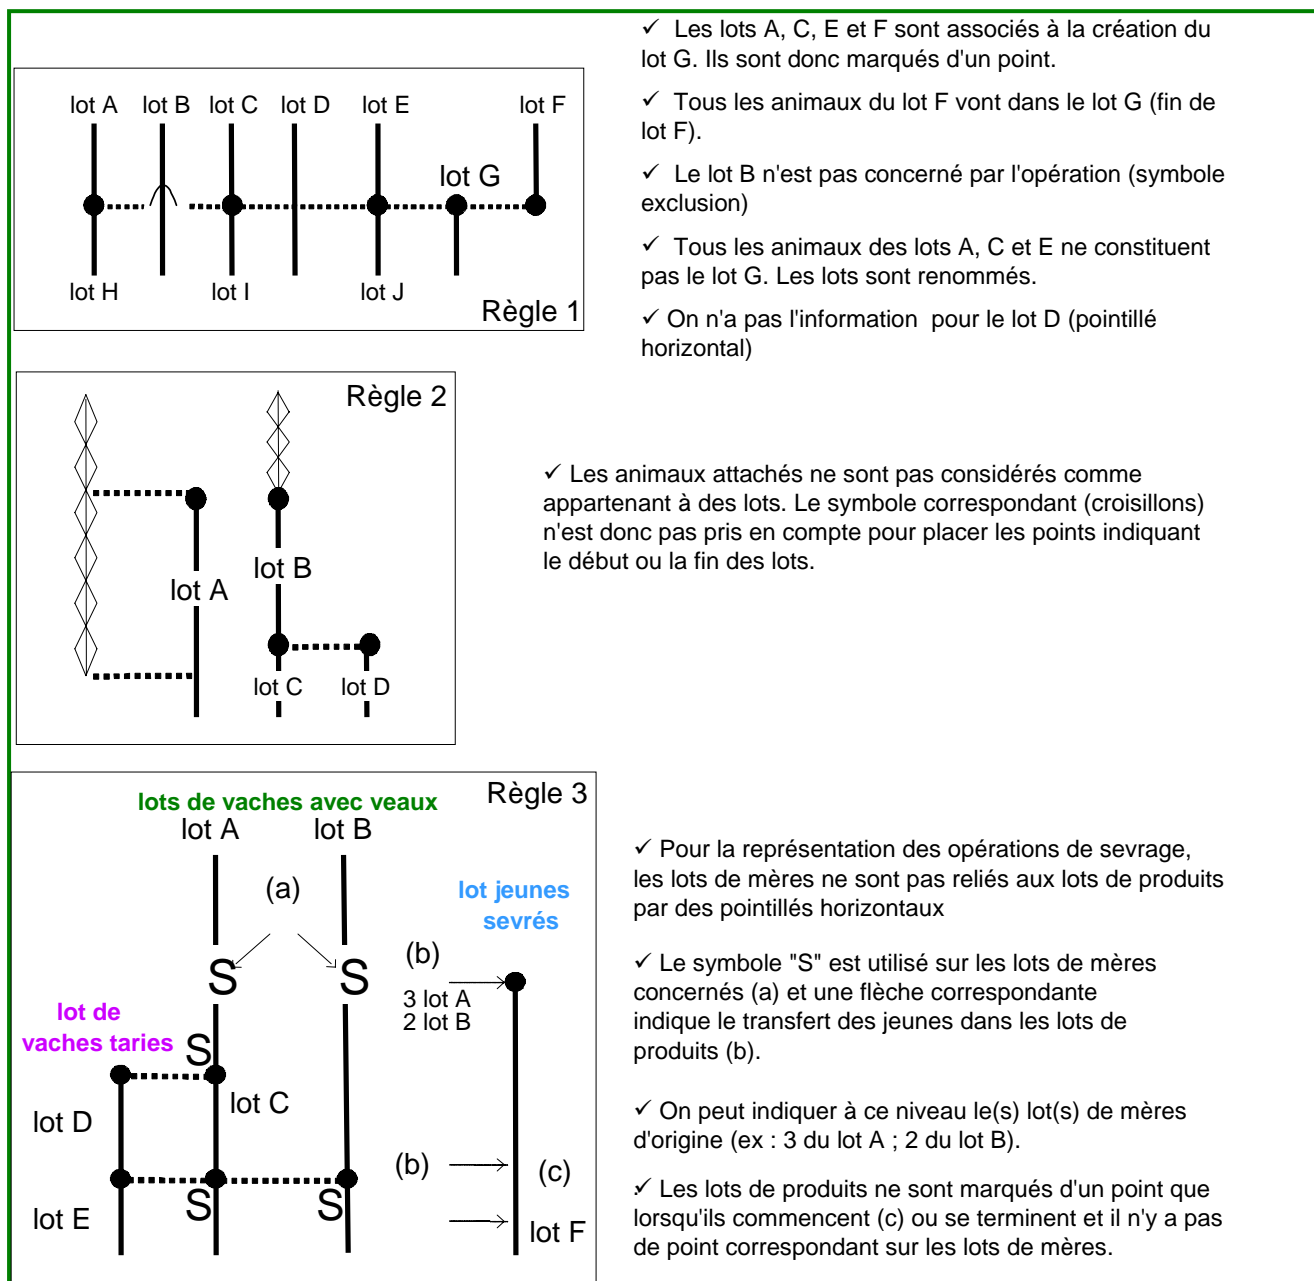 lot A lot B lot C lot D lot E lot F
lot G
lot H lot I lot J
Règle 1
✓ Les lots A, C, E et F sont associés à la création du
lot G. Ils sont donc marqués d'un point.
✓ Tous les animaux du lot F vont dans le lot G (fin de
lot F).
✓ Le lot B n'est pas concerné par l'opération (symbole
exclusion)
✓ Tous les animaux des lots A, C et E ne constituent
pas le lot G. Les lots sont renommés.
✓ On n'a pas l'information pour le lot D (pointillé
horizontal)
Règle 2
lot B
lot A
lot C lot D
✓ Les animaux attachés ne sont pas considérés comme
appartenant à des lots. Le symbole correspondant (croisillons)
n'est donc pas pris en compte pour placer les points indiquant
le début ou la fin des lots.
Règle 3
lots de vaches avec veaux
lot A lot B
(a)
lot jeunes
sevrés
S S
(b)
3 lot A
2 lot B
lot de
vaches taries
S
lot C
lot D
(b) (c)
S S
lot E
lot F
✓ Pour la représentation des opérations de sevrage,
les lots de mères ne sont pas reliés aux lots de produits
par des pointillés horizontaux
✓ Le symbole "S" est utilisé sur les lots de mères
concernés (a) et une flèche correspondante
indique le transfert des jeunes dans les lots de
produits (b).
✓ On peut indiquer à ce niveau le(s) lot(s) de mères
d'origine (ex : 3 du lot A ; 2 du lot B).
✓ Les lots de produits ne sont marqués d'un point que
lorsqu'ils commencent (c) ou se terminent et il n'y a pas
de point correspondant sur les lots de mères.